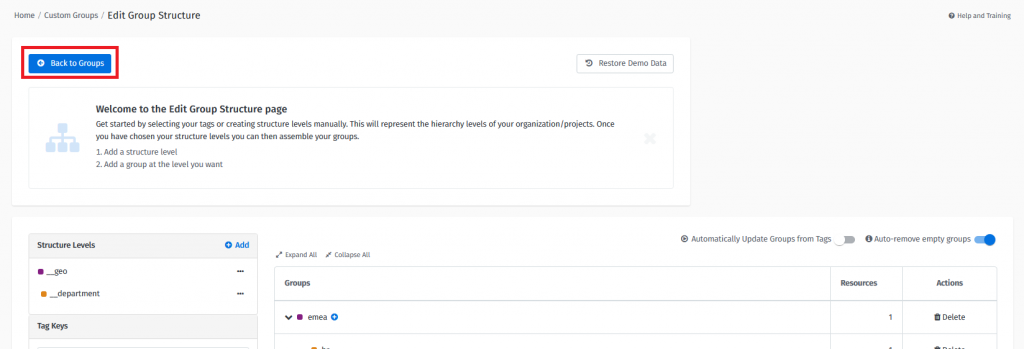 Home / Custom Groups / Edit Group Structure
Help and Training
Back to Groups
Restore Demo Data
Welcome to the Edit Group Structure page
Get started by selecting your tags or creating structure levels manually. This will represent the hierarchy levels of your organization/projects. Once
you have chosen your structure levels you can then assemble your groups.
1. Add a structure level
2. Add a group at the level you want
Structure Levels
Add
__geo
__department
Tag Keys
Automatically Update Groups from Tags
Auto-remove empty groups
Expand All
Collapse All
Groups
Resources
Actions
emea
1
Delete
Delete